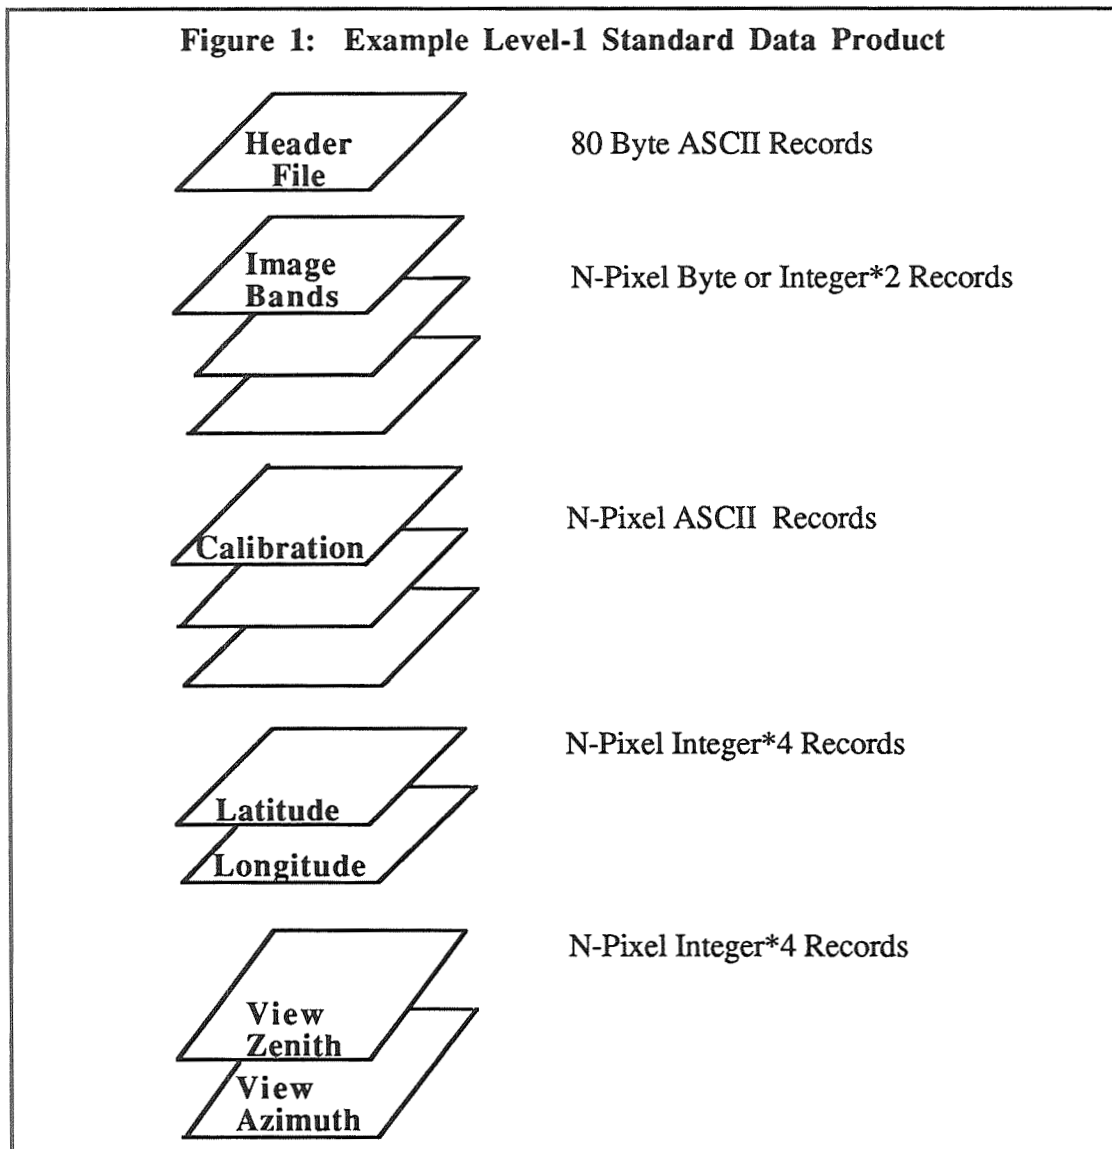 Figure 1: Example Level-1 Standard Data Product
Header
File
80 Byte ASCII Records
Image
Bands
N-Pixel Byte or Integer*2 Records
Calibration
N-Pixel ASCII Records
Latitude
Longitude
N-Pixel Integer*4 Records
View
Zenith
View
Azimuth
N-Pixel Integer*4 Records